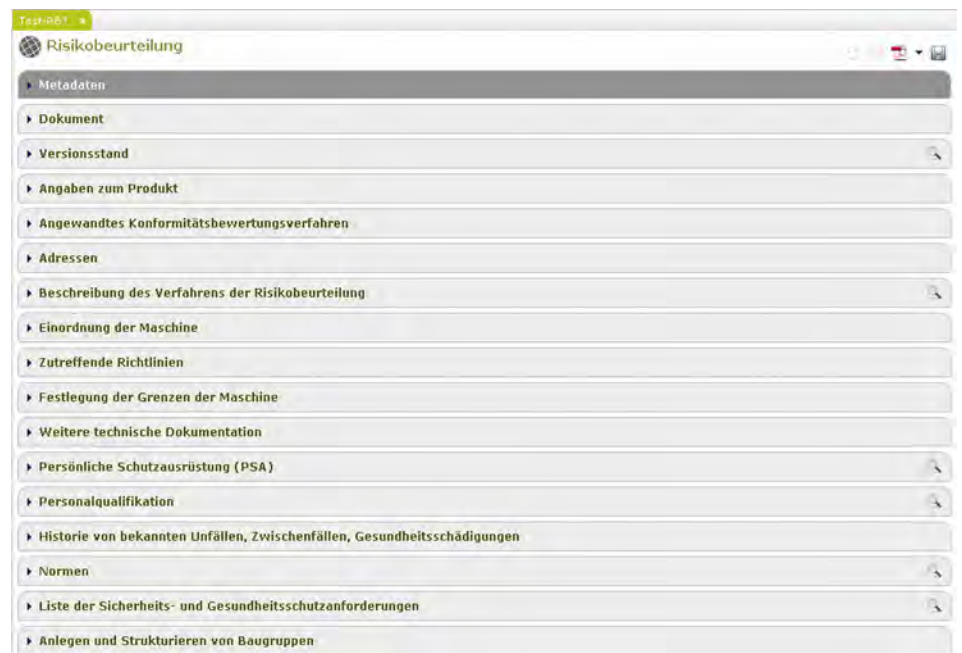 Test-RB1
Risikobeurteilung
Metadaten
Dokument
Versionsstand
Angaben zum Produkt
Angewandtes Konformitätsbewertungsverfahren
Adressen
Beschreibung des Verfahrens der Risikobeurteilung
Einordnung der Maschine
Zutreffende Richtlinien
Festlegung der Grenzen der Maschine
Weitere technische Dokumentation
Persönliche Schutzausrüstung (PSA)
Personalqualifikation
Historie von bekannten Unfällen, Zwischenfällen, Gesundheitsschädigungen
Normen
Liste der Sicherheits- und Gesundheitsschutzanforderungen
Anlegen und Strukturieren von Baugruppen